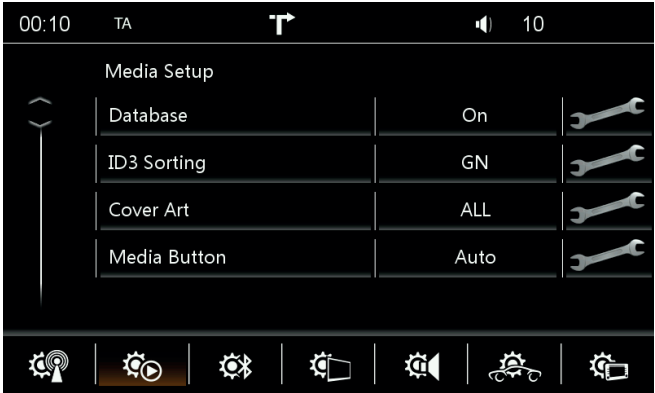 00:10 TA 10
Media Setup
Database On
ID3 Sorting GN
Cover Art ALL
Media Button Auto